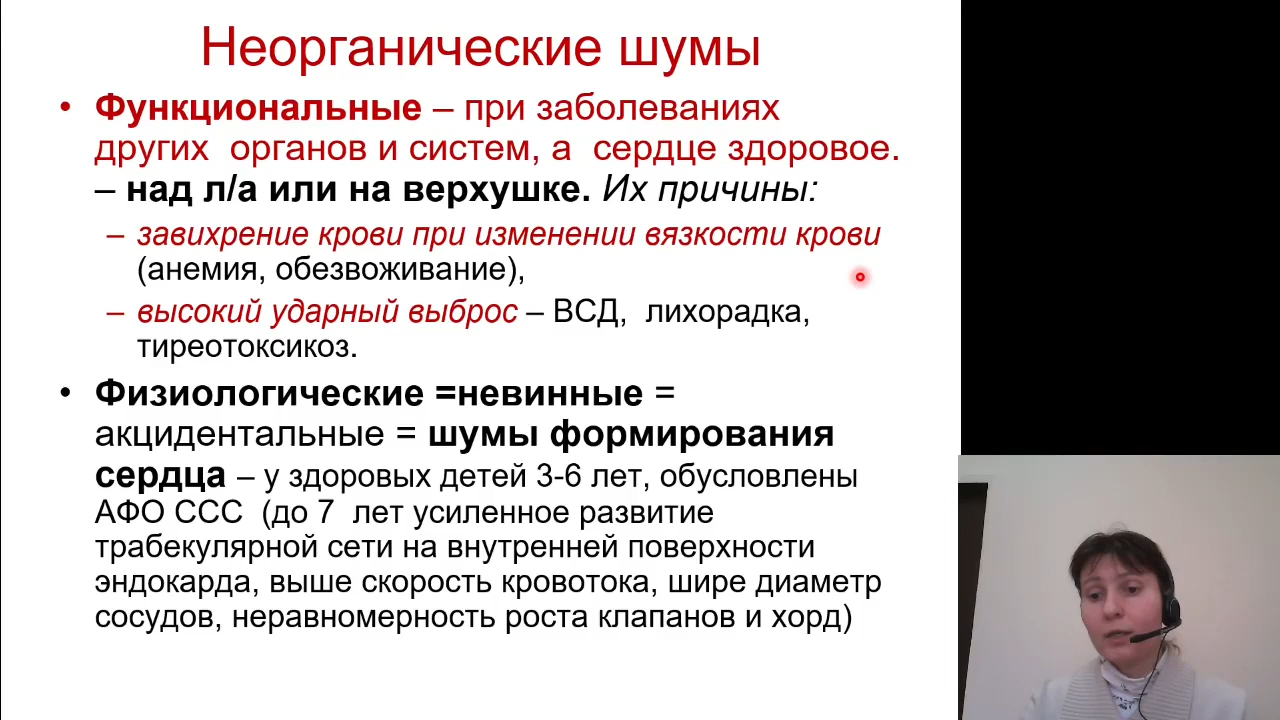 Неорганические шумы
• Функциональные – при заболеваниях
других органов и систем, а сердце здоровое.
– над л/а или на верхушке. Их причины:
– завихрение крови при изменении вязкости крови
(анемия, обезвоживание),
– высокий ударный выброс – ВСД, лихорадка,
тиреотоксикоз.
• Физиологические =невинные =
акцидентальные = шумы формирования
сердца – у здоровых детей 3-6 лет, обусловлены
АФО ССС (до 7 лет усиленное развитие
трабекулярной сети на внутренней поверхности
эндокарда, выше скорость кровотока, шире диаметр
сосудов, неравномерность роста клапанов и хорд)